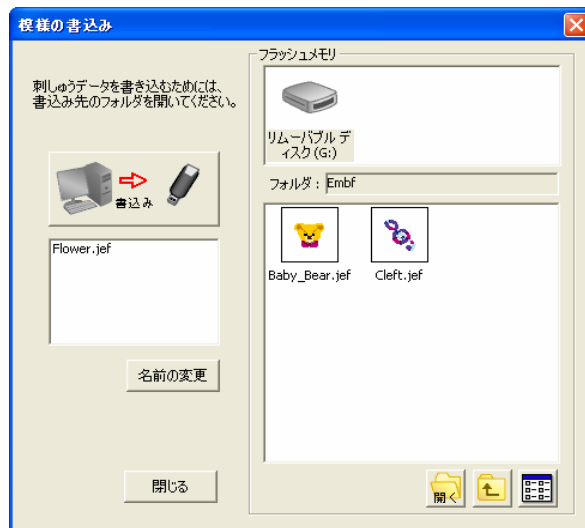 模様の書込み
刺しゅうデータを書き込むためには、
書込み先のフォルダを開いてください。
書込み
Flower.jef
名前の変更
閉じる
フラッシュメモリ
リムーバブル デ
ィスク (G:)
フォルダ : Embf
Baby_Bear.jef
Cleft.jef
開く